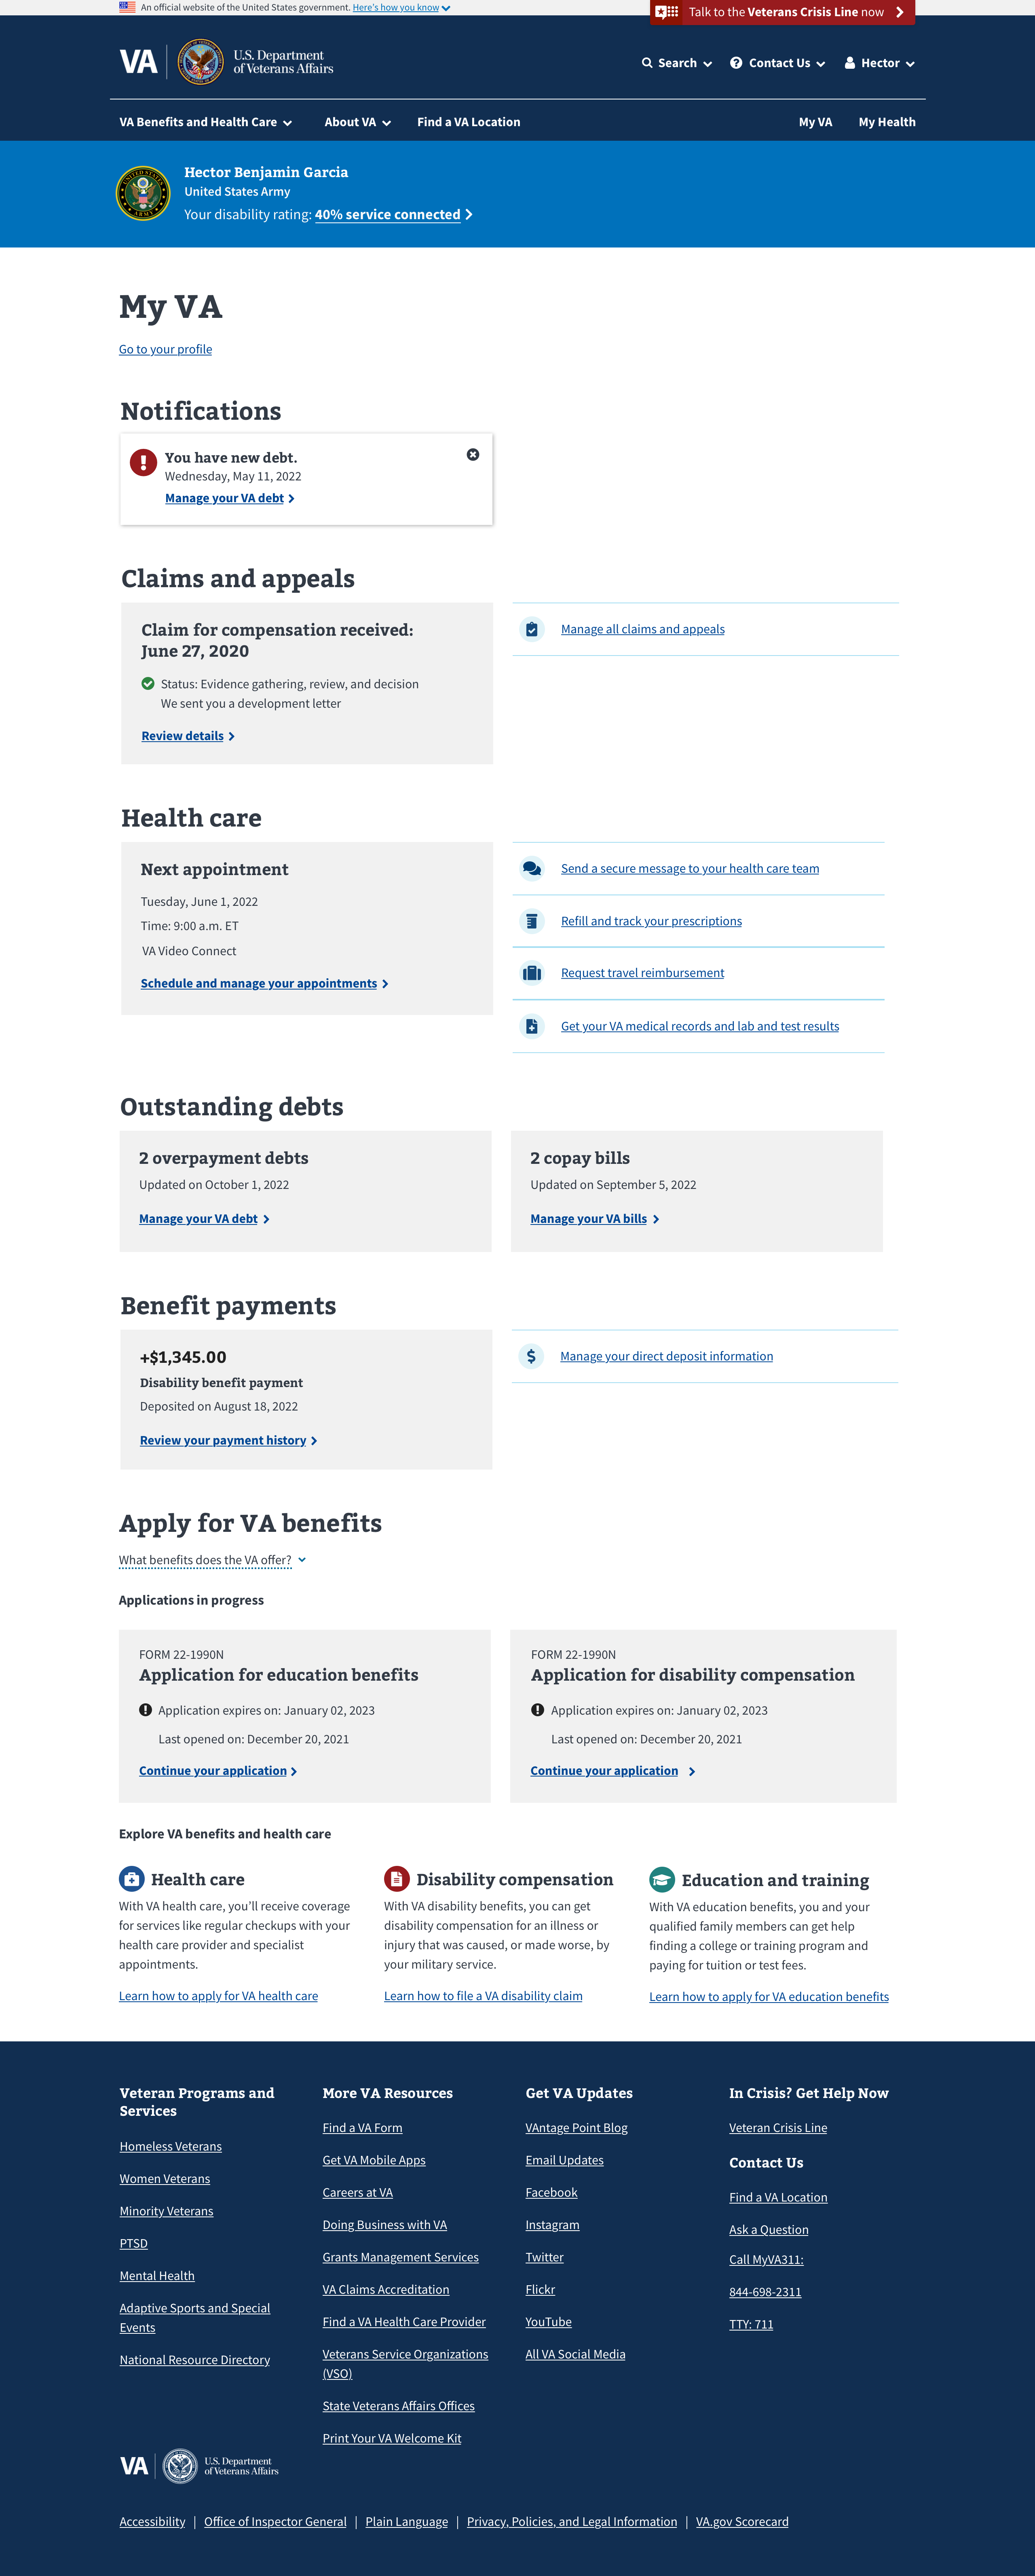 An official website of the United States government. Here's how you know
Talk to the Veterans Crisis Line now
VA
U.S. Department
of Veterans Affairs
Search
Contact Us
Hector
VA Benefits and Health Care
About VA
Find a VA Location
My VA
My Health
Hector Benjamin Garcia
United States Army
Your disability rating: 40% service connected
My VA
Go to your profile
Notifications
You have new debt.
Wednesday, May 11, 2022
Manage your VA debt
Claims and appeals
Claim for compensation received:
June 27, 2020
Status: Evidence gathering, review, and decision
We sent you a development letter
Review details
Manage all claims and appeals
Health care
Next appointment
Tuesday, June 1, 2022
Time: 9:00 a.m. ET
VA Video Connect
Schedule and manage your appointments
Send a secure message to your health care team
Refill and track your prescriptions
Request travel reimbursement
Get your VA medical records and lab and test results
Outstanding debts
2 overpayment debts
Updated on October 1, 2022
Manage your VA debt
2 copay bills
Updated on September 5, 2022
Manage your VA bills
Benefit payments
+$1,345.00
Disability benefit payment
Deposited on August 18, 2022
Review your payment history
Manage your direct deposit information
Apply for VA benefits
What benefits does the VA offer?
Applications in progress
FORM 22-1990N
Application for education benefits
Application expires on: January 02, 2023
Last opened on: December 20, 2021
Continue your application
FORM 22-1990N
Application for disability compensation
Application expires on: January 02, 2023
Last opened on: December 20, 2021
Continue your application
Explore VA benefits and health care
Health care
With VA health care, you'll receive coverage
for services like regular checkups with your
health care provider and specialist
appointments.
Learn how to apply for VA health care
Disability compensation
With VA disability benefits, you can get
disability compensation for an illness or
injury that was caused, or made worse, by
your military service.
Learn how to file a VA disability claim
Education and training
With VA education benefits, you and your
qualified family members can get help
finding a college or training program and
paying for tuition or test fees.
Learn how to apply for VA education benefits
Veteran Programs and
Services
Homeless Veterans
Women Veterans
Minority Veterans
PTSD
Mental Health
Adaptive Sports and Special
Events
National Resource Directory
More VA Resources
Find a VA Form
Get VA Mobile Apps
Careers at VA
Doing Business with VA
Grants Management Services
VA Claims Accreditation
Find a VA Health Care Provider
Veterans Service Organizations
(VSO)
State Veterans Affairs Offices
Print Your VA Welcome Kit
Get VA Updates
VAntage Point Blog
Email Updates
Facebook
Instagram
Twitter
Flickr
YouTube
All VA Social Media
In Crisis? Get Help Now
Veteran Crisis Line
Contact Us
Find a VA Location
Ask a Question
Call MyVA311:
844-698-2311
TTY: 711
VA
U.S. Department
of Veterans Affairs
Accessibility | Office of Inspector General | Plain Language | Privacy, Policies, and Legal Information | VA.gov Scorecard